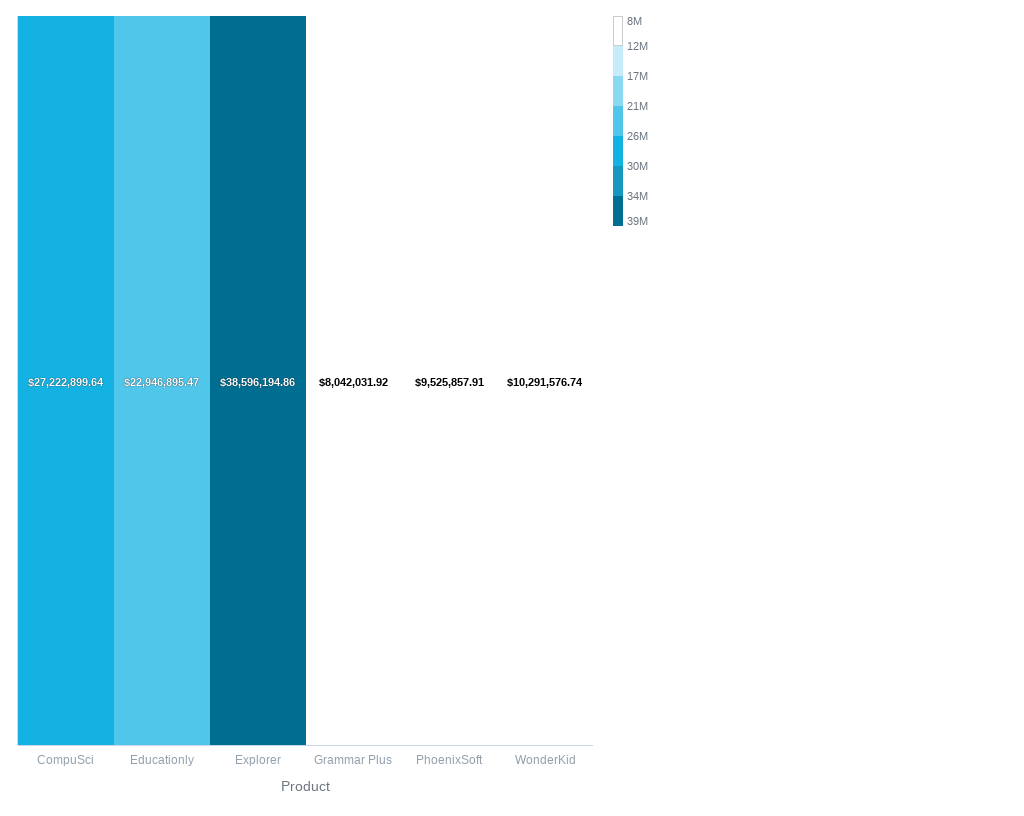 8M
12M
17M
21M
26M
30M
34M
39M
$27,222,899.64 $22,946,895.47 $38,596,194.86 $8,042,031.92 $9,525,857.91 $10,291,576.74
CompuSci Educationly Explorer Grammar Plus PhoenixSoft WonderKid
Product